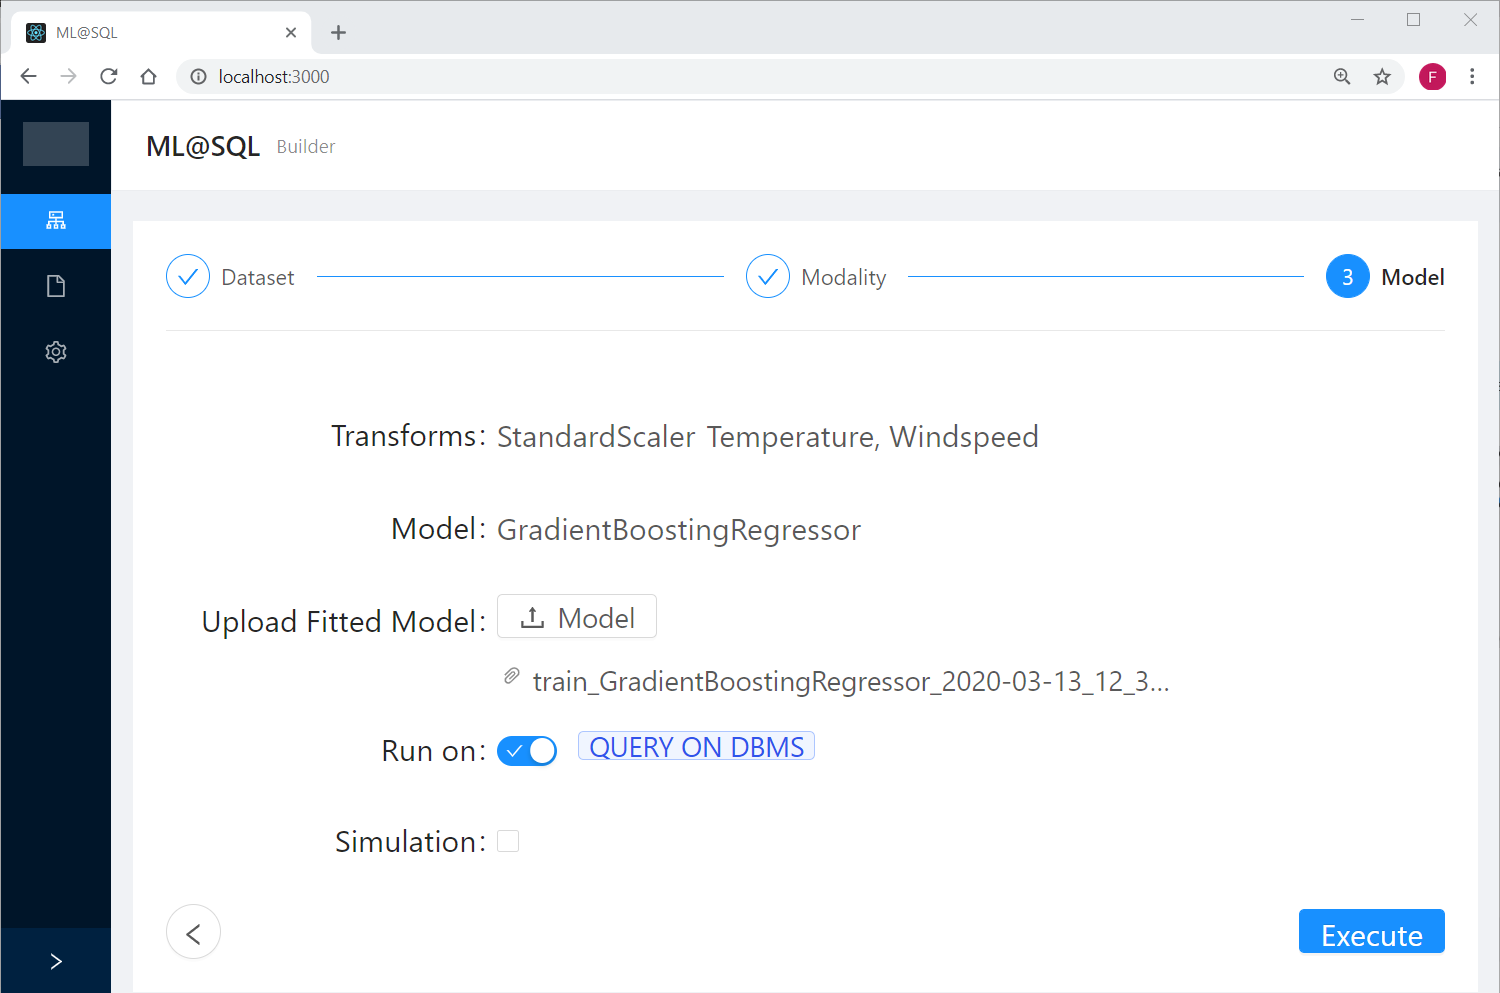 ML@SQL
localhost:3000
F
ML@SQL Builder
Dataset
Modality
3 Model
Transforms: StandardScaler Temperature, Windspeed
Model: GradientBoostingRegressor
Upload Fitted Model: Model
train_GradientBoostingRegressor_2020-03-13_12_3...
Run on: QUERY ON DBMS
Simulation:
Execute